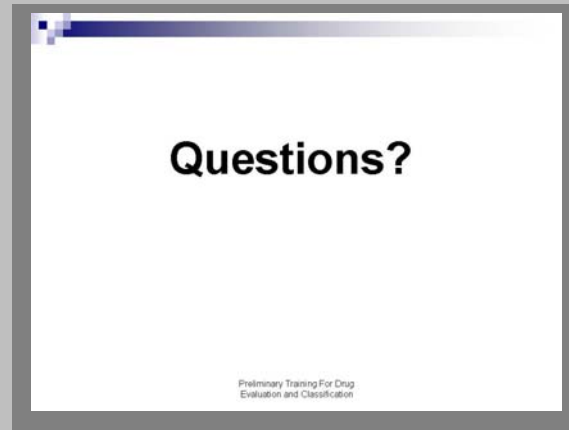 Questions?
Preliminary Training For Drug
Evaluation and Classification